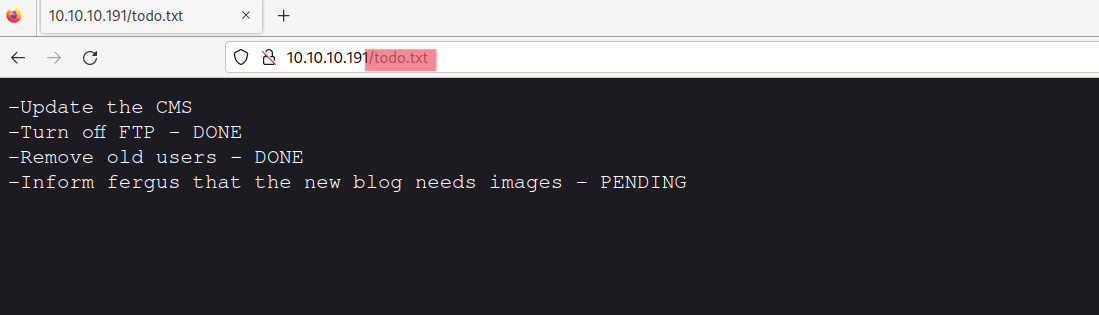 10.10.10.191/todo.txt
10.10.10.191/todo.txt
-Update the CMS
-Turn off FTP - DONE
-Remove old users - DONE
-Inform fergus that the new blog needs images - PENDING